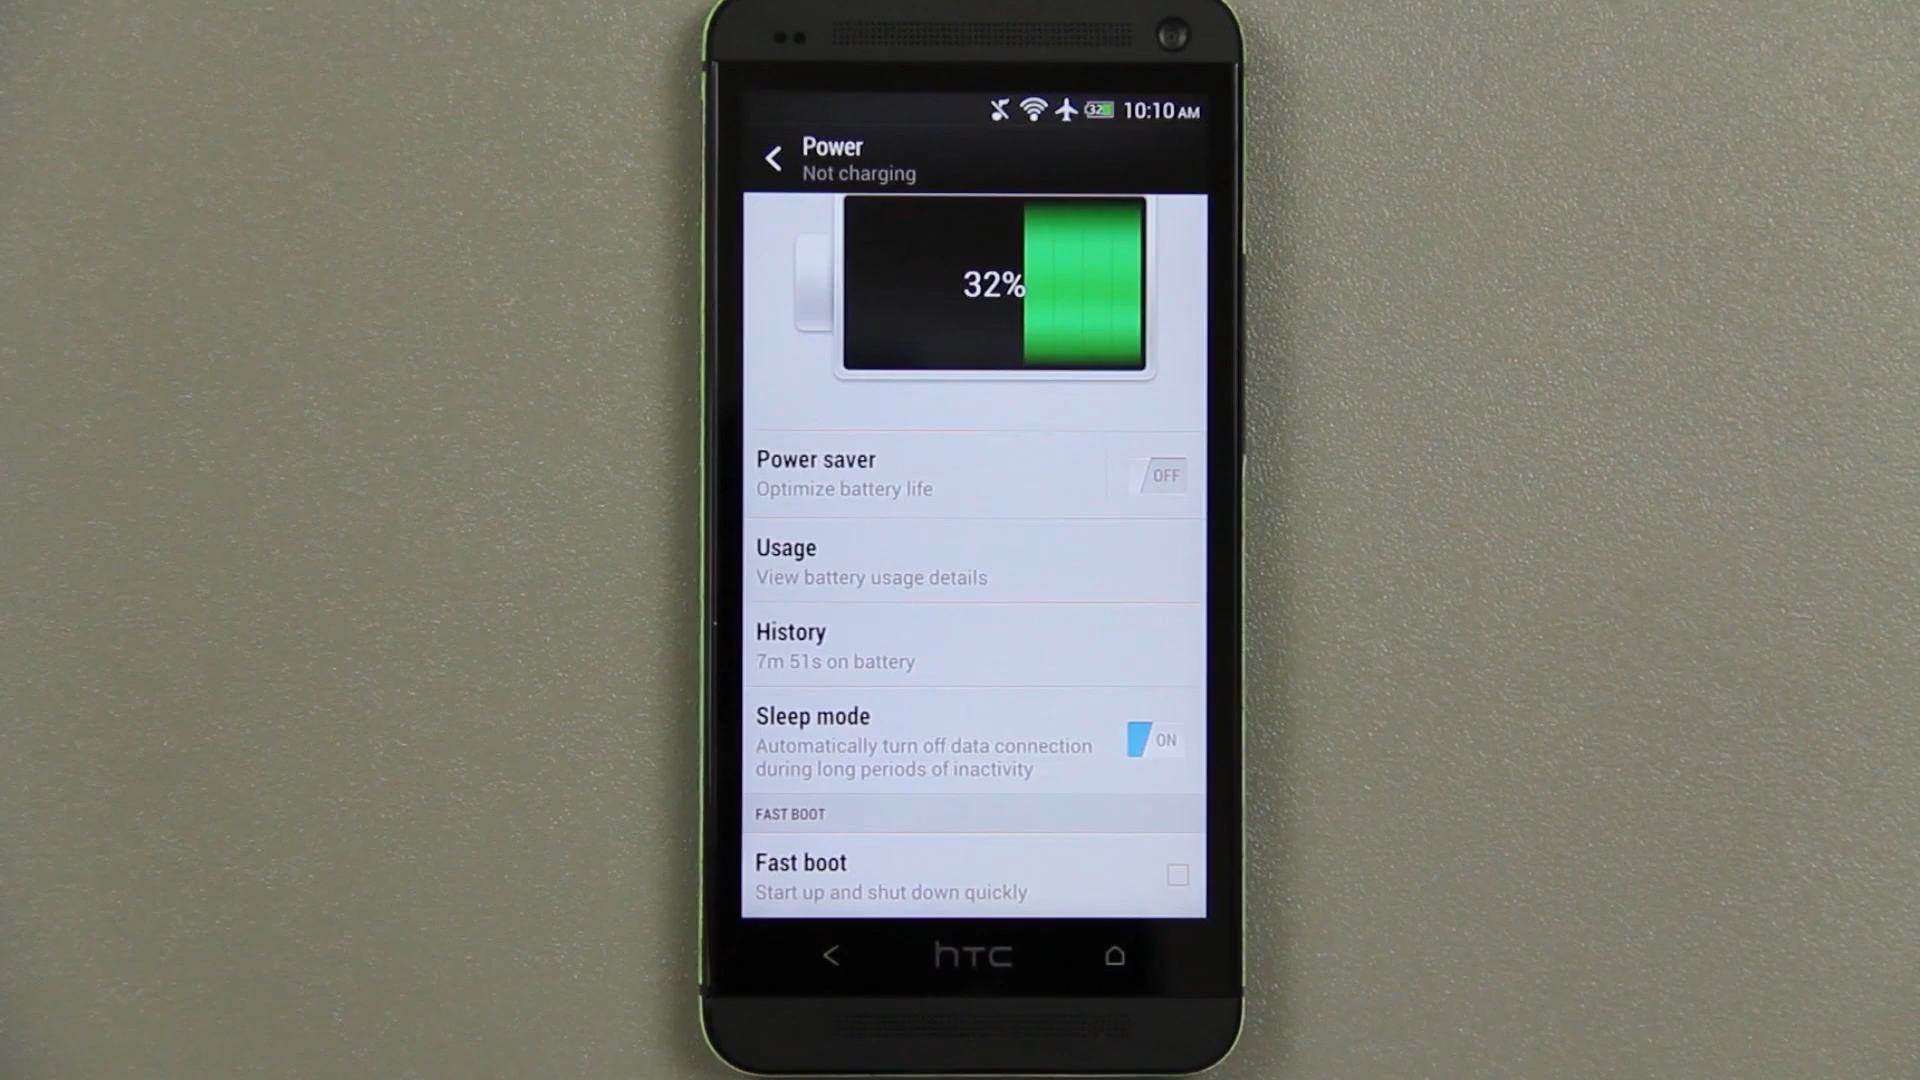 32 10:10 AM
Power
Not charging
32%
Power saver
Optimize battery life
OFF
Usage
View battery usage details
History
7m 51s on battery
Sleep mode
Automatically turn off data connection
during long periods of inactivity
ON
FAST BOOT
Fast boot
Start up and shut down quickly
hTC